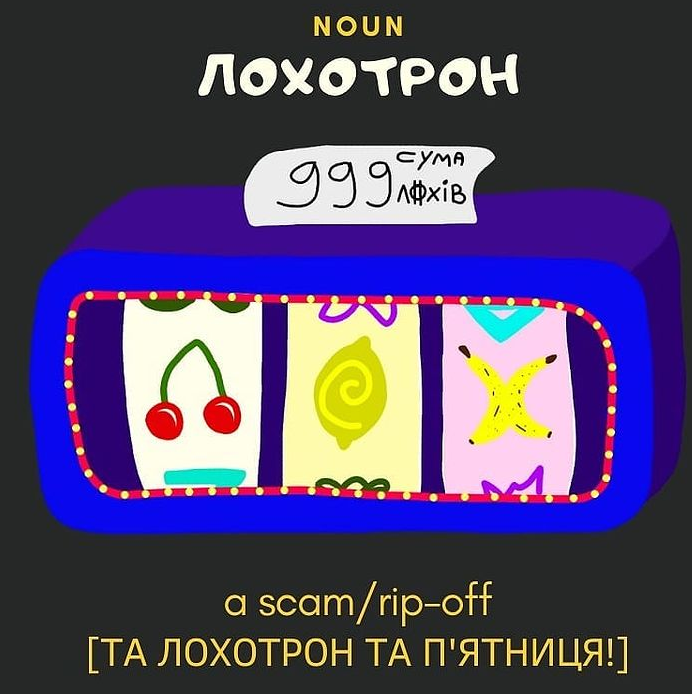 NOUN
ЛОХОТРОН
999 СУМА
ЛОХІВ
a scam/rip-off
[ТА ЛОХОТРОН ТА П'ЯТНИЦЯ!]